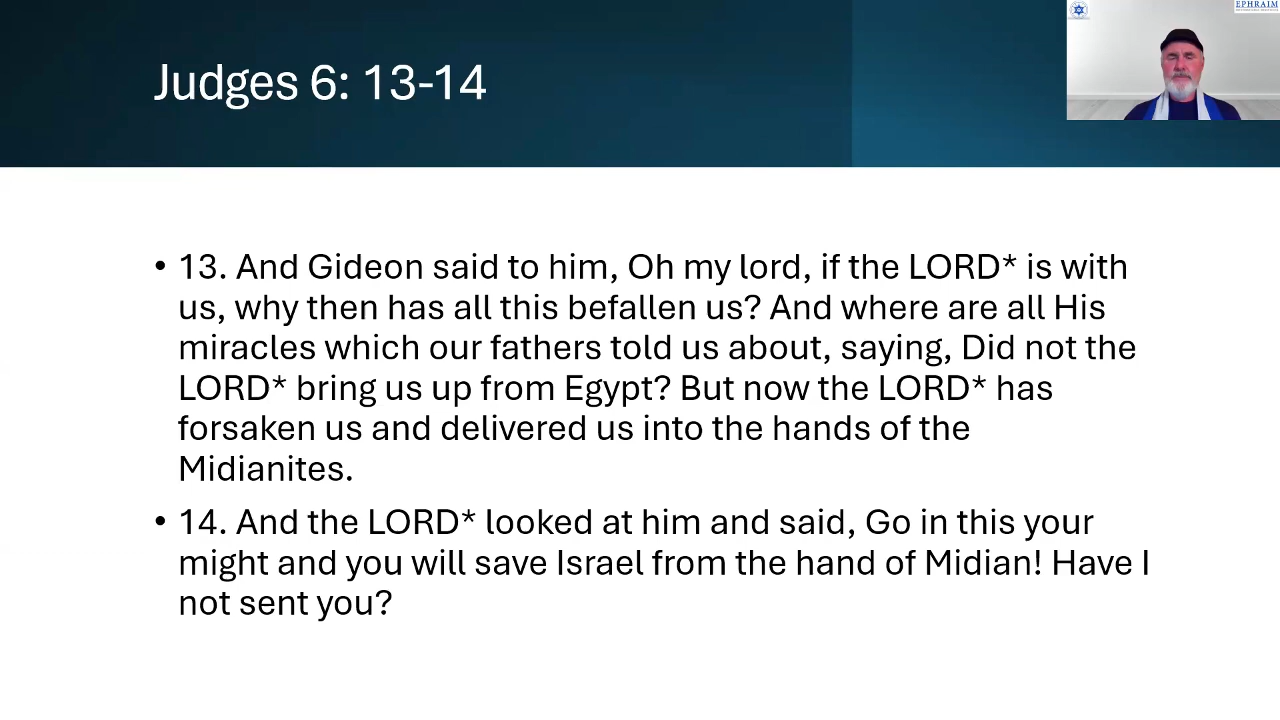 Judges 6: 13-14
EPHRAIM
• 13. And Gideon said to him, Oh my lord, if the LORD* is with
us, why then has all this befallen us? And where are all His
miracles which our fathers told us about, saying, Did not the
LORD* bring us up from Egypt? But now the LORD* has
forsaken us and delivered us into the hands of the
Midianites.
• 14. And the LORD* looked at him and said, Go in this your
might and you will save Israel from the hand of Midian! Have I
not sent you?